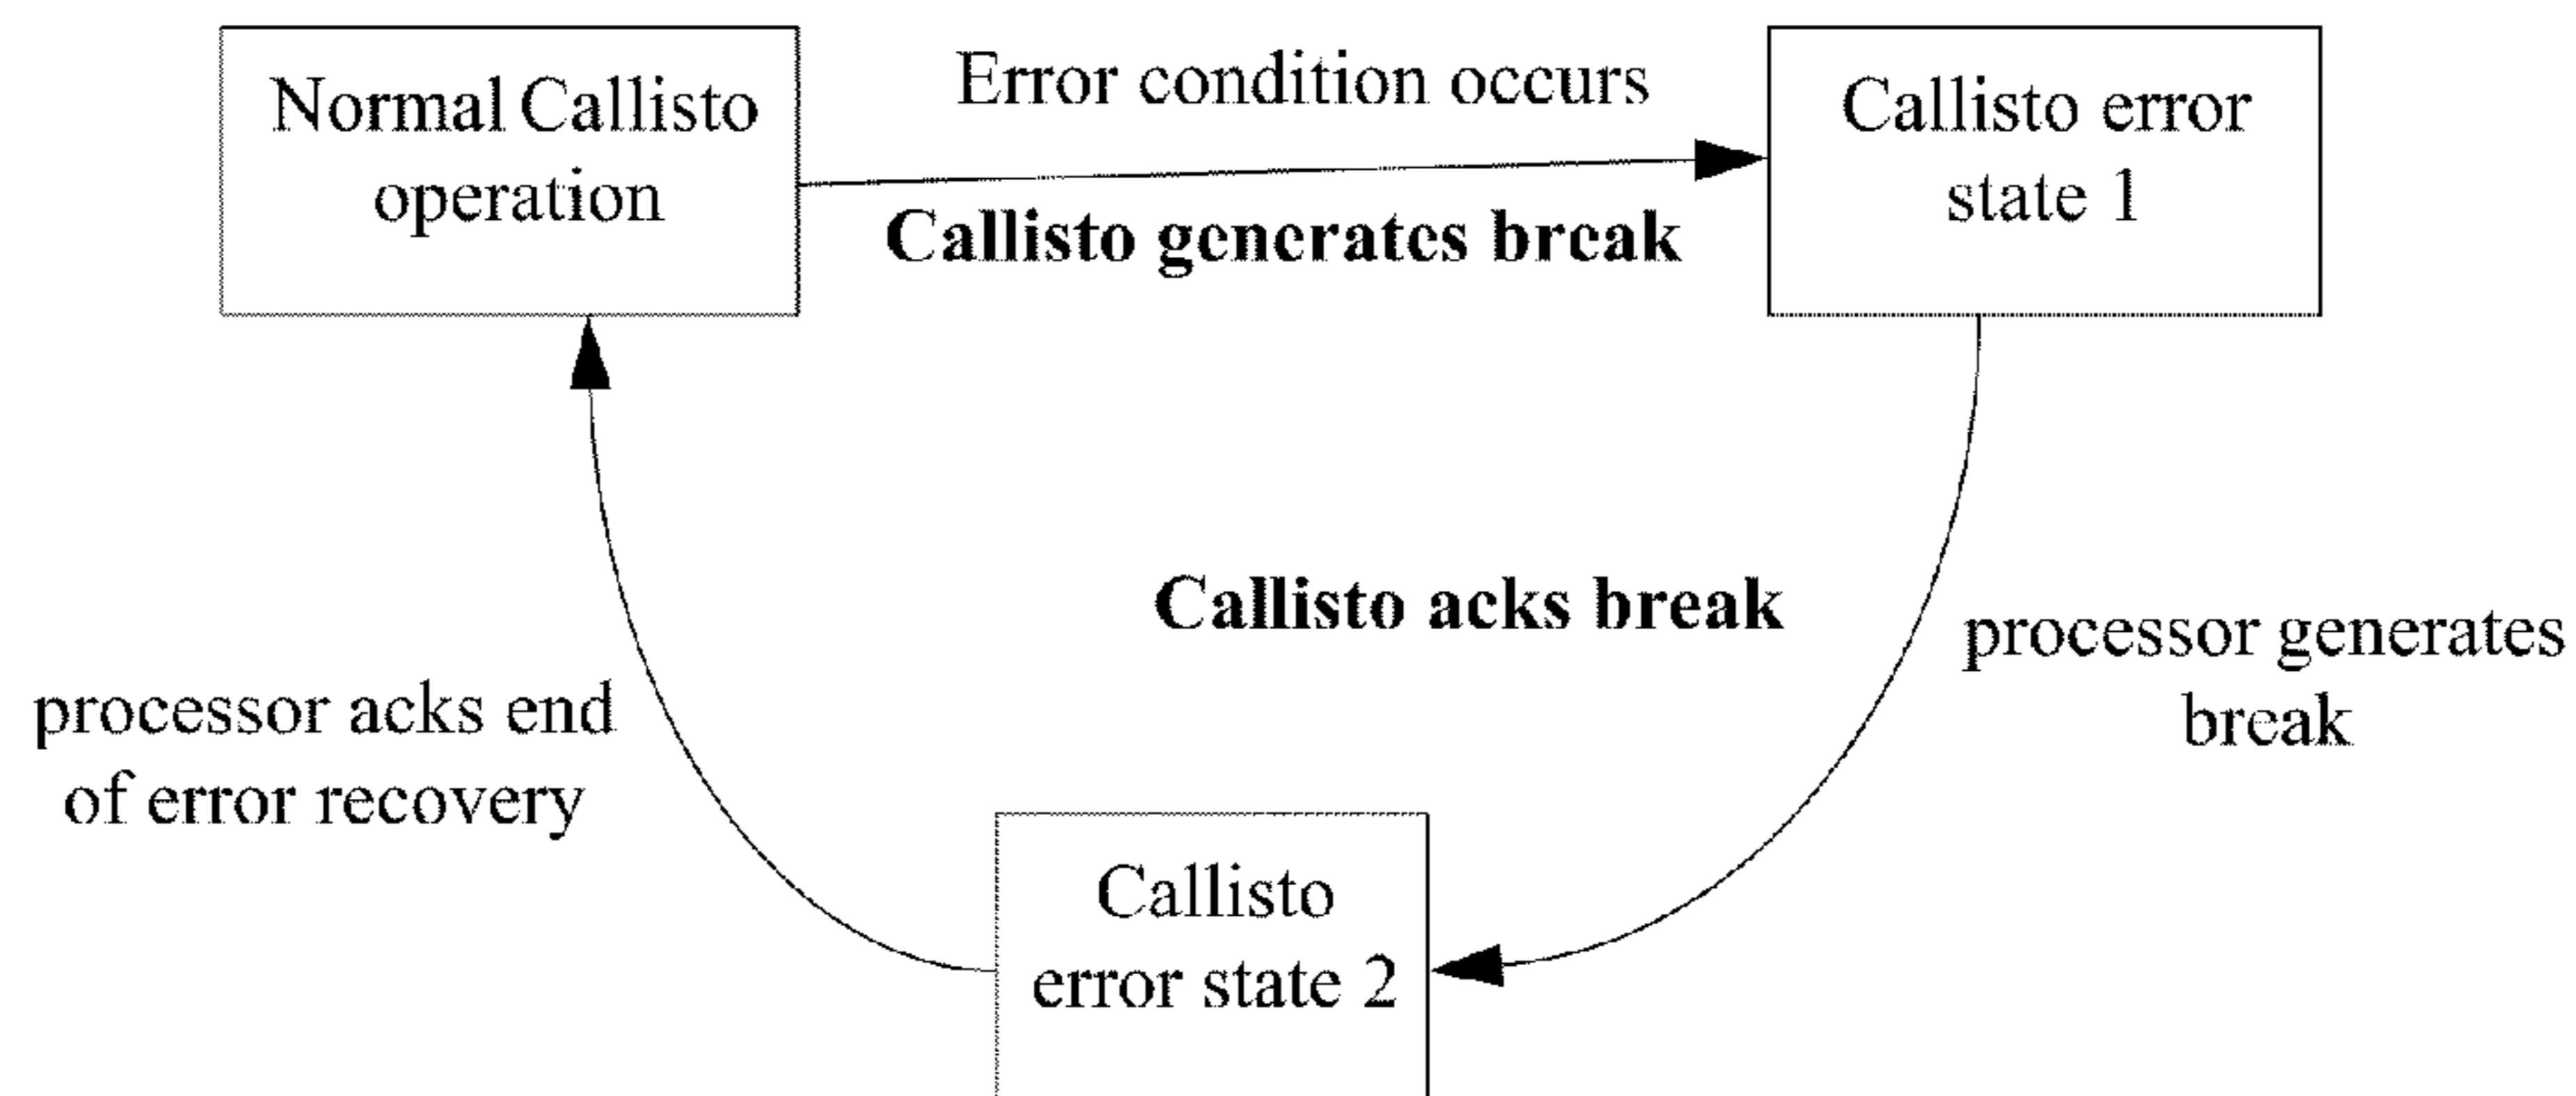 Normal Callisto
operation
Error condition occurs
Callisto generates break
Callisto error
state 1
Callisto acks break
processor generates
break
processor acks end
of error recovery
Callisto
error state 2